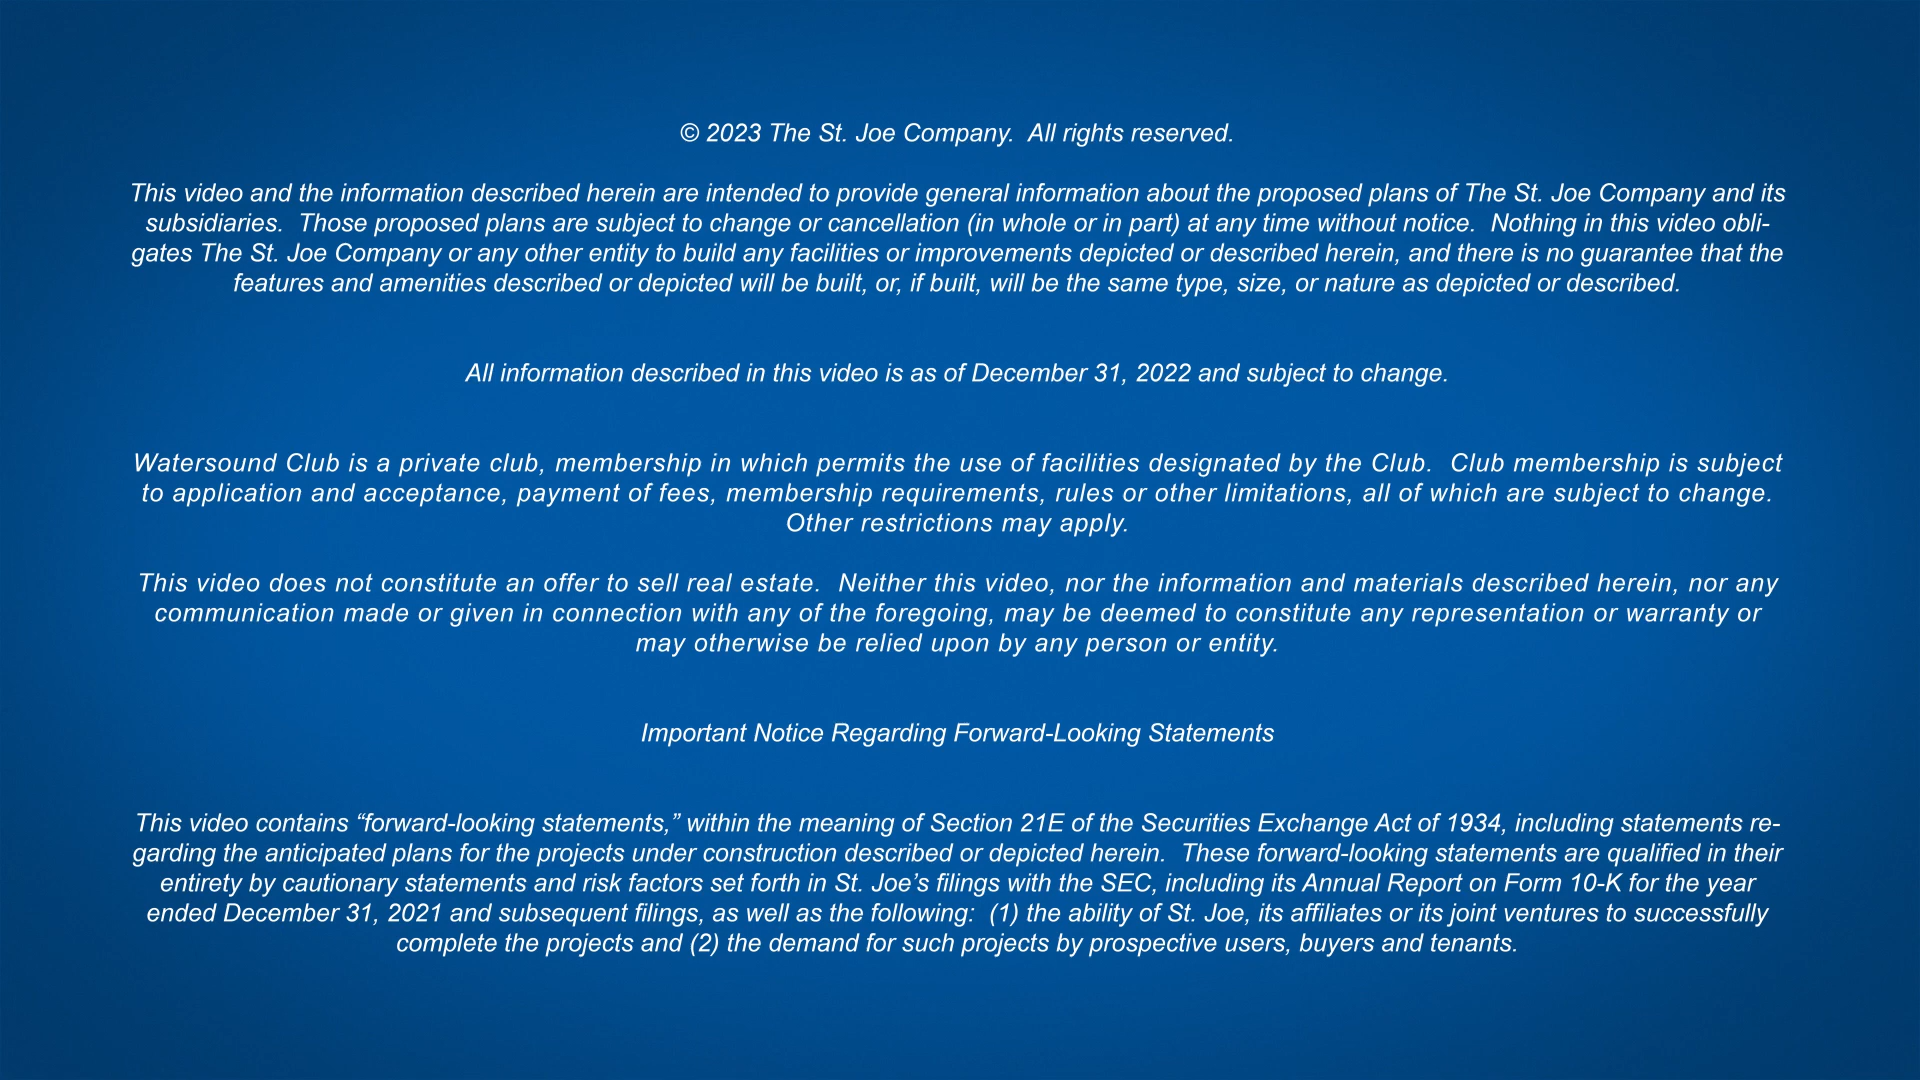 © 2023 The St. Joe Company.  All rights reserved.
This video and the information described herein are intended to provide general information about the proposed plans of The St. Joe Company and its
subsidiaries.  Those proposed plans are subject to change or cancellation (in whole or in part) at any time without notice.  Nothing in this video obli-
gates The St. Joe Company or any other entity to build any facilities or improvements depicted or described herein, and there is no guarantee that the
features and amenities described or depicted will be built, or, if built, will be the same type, size, or nature as depicted or described.
All information described in this video is as of December 31, 2022 and subject to change.
Watersound Club is a private club, membership in which permits the use of facilities designated by the Club.  Club membership is subject
to application and acceptance, payment of fees, membership requirements, rules or other limitations, all of which are subject to change.
Other restrictions may apply.
This video does not constitute an offer to sell real estate.  Neither this video, nor the information and materials described herein, nor any
communication made or given in connection with any of the foregoing, may be deemed to constitute any representation or warranty or
may otherwise be relied upon by any person or entity.
Important Notice Regarding Forward-Looking Statements
This video contains “forward-looking statements,” within the meaning of Section 21E of the Securities Exchange Act of 1934, including statements re-
garding the anticipated plans for the projects under construction described or depicted herein.  These forward-looking statements are qualified in their
entirety by cautionary statements and risk factors set forth in St. Joe’s filings with the SEC, including its Annual Report on Form 10-K for the year
ended December 31, 2021 and subsequent filings, as well as the following:  (1) the ability of St. Joe, its affiliates or its joint ventures to successfully
complete the projects and (2) the demand for such projects by prospective users, buyers and tenants.